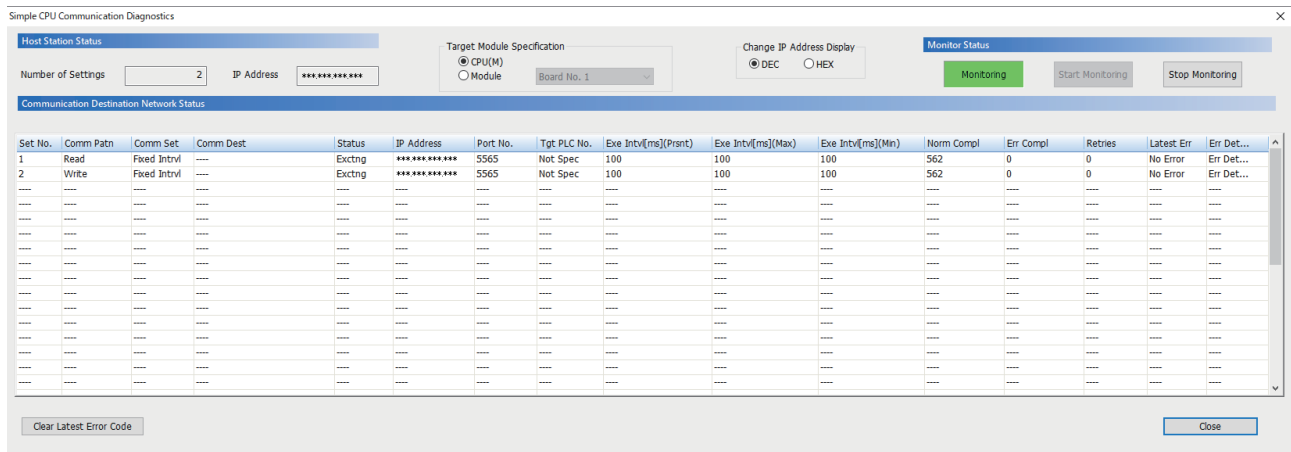 Simple CPU Communication Diagnostics
Host Station Status
Target Module Specification
Change IP Address Display
Monitor Status
Number of Settings 2 IP Address ***.***.***.***
CPU(M)
Module Board No. 1
DEC HEX
Monitoring Start Monitoring Stop Monitoring
Communication Destination Network Status
Set No. Comm Patn Comm Set Comm Dest Status IP Address Port No. Tgt PLC No. Exe Intvl[ms](Prsnt) Exe Intvl[ms](Max) Exe Intvl[ms](Min) Norm Compl Err Compl Retries Latest Err Err Det...
1 Read Fixed Intrvl ---- Exctng ***.***.***.*** 5565 Not Spec 100 100 100 562 0 0 No Error Err Det...
2 Write Fixed Intrvl ---- Exctng ***.***.***.*** 5565 Not Spec 100 100 100 562 0 0 No Error Err Det...
---- ---- ---- ---- ---- ---- ---- ---- ---- ---- ---- ---- ---- ---- ---- ----
---- ---- ---- ---- ---- ---- ---- ---- ---- ---- ---- ---- ---- ---- ---- ----
---- ---- ---- ---- ---- ---- ---- ---- ---- ---- ---- ---- ---- ---- ---- ----
---- ---- ---- ---- ---- ---- ---- ---- ---- ---- ---- ---- ---- ---- ---- ----
---- ---- ---- ---- ---- ---- ---- ---- ---- ---- ---- ---- ---- ---- ---- ----
---- ---- ---- ---- ---- ---- ---- ---- ---- ---- ---- ---- ---- ---- ---- ----
---- ---- ---- ---- ---- ---- ---- ---- ---- ---- ---- ---- ---- ---- ---- ----
---- ---- ---- ---- ---- ---- ---- ---- ---- ---- ---- ---- ---- ---- ---- ----
---- ---- ---- ---- ---- ---- ---- ---- ---- ---- ---- ---- ---- ---- ---- ----
---- ---- ---- ---- ---- ---- ---- ---- ---- ---- ---- ---- ---- ---- ---- ----
---- ---- ---- ---- ---- ---- ---- ---- ---- ---- ---- ---- ---- ---- ---- ----
---- ---- ---- ---- ---- ---- ---- ---- ---- ---- ---- ---- ---- ---- ---- ----
---- ---- ---- ---- ---- ---- ---- ---- ---- ---- ---- ---- ---- ---- ---- ----
---- ---- ---- ---- ---- ---- ---- ---- ---- ---- ---- ---- ---- ---- ---- ----
Clear Latest Error Code Close